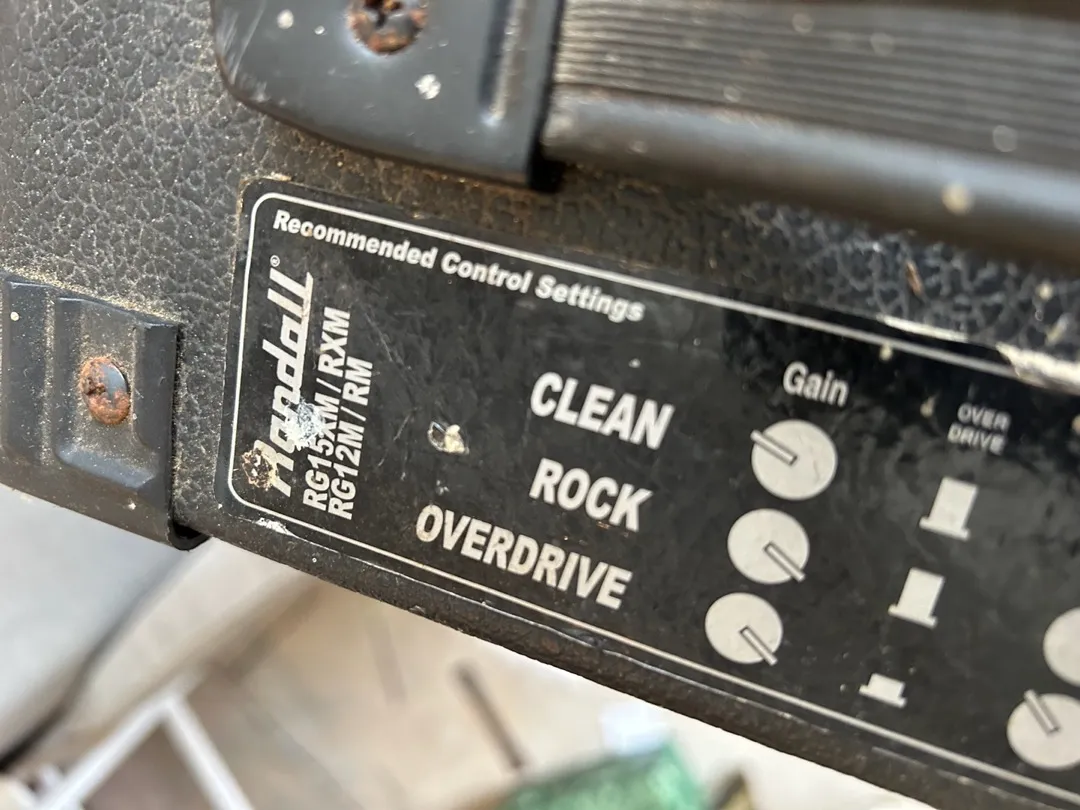 Recommended Control Settings
Randall®
RG15XM / RXM
RG12M / RM
Gain
OVER
DRIVE
CLEAN
ROCK
OVERDRIVE